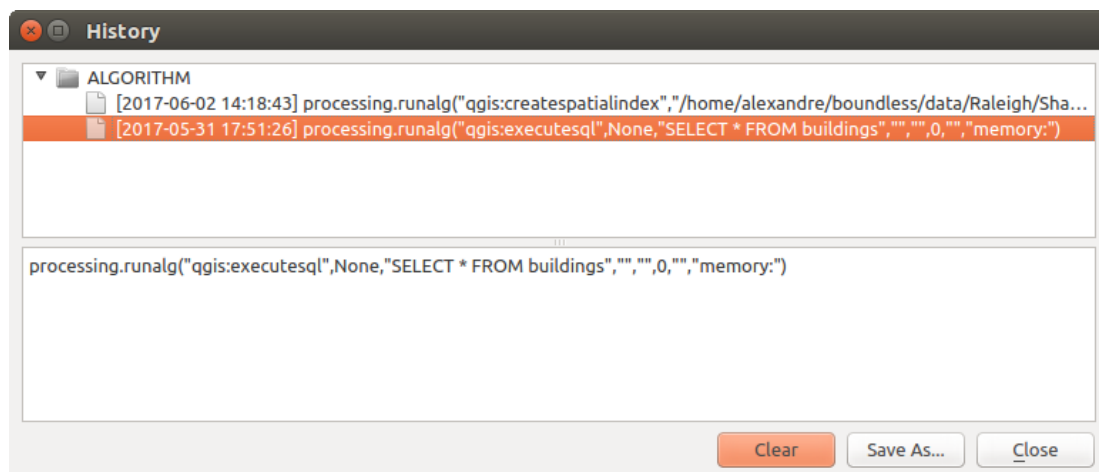 History
ALGORITHM
[2017-06-02 14:18:43] processing.runalg("qgis:createspatialindex","/home/alexandre/boundless/data/Raleigh/Sha...
[2017-05-31 17:51:26] processing.runalg("qgis:executesql",None,"SELECT * FROM buildings","","",0,"","memory:")
processing.runalg("qgis:executesql",None,"SELECT * FROM buildings","","",0,"","memory:")
Clear Save As... Close